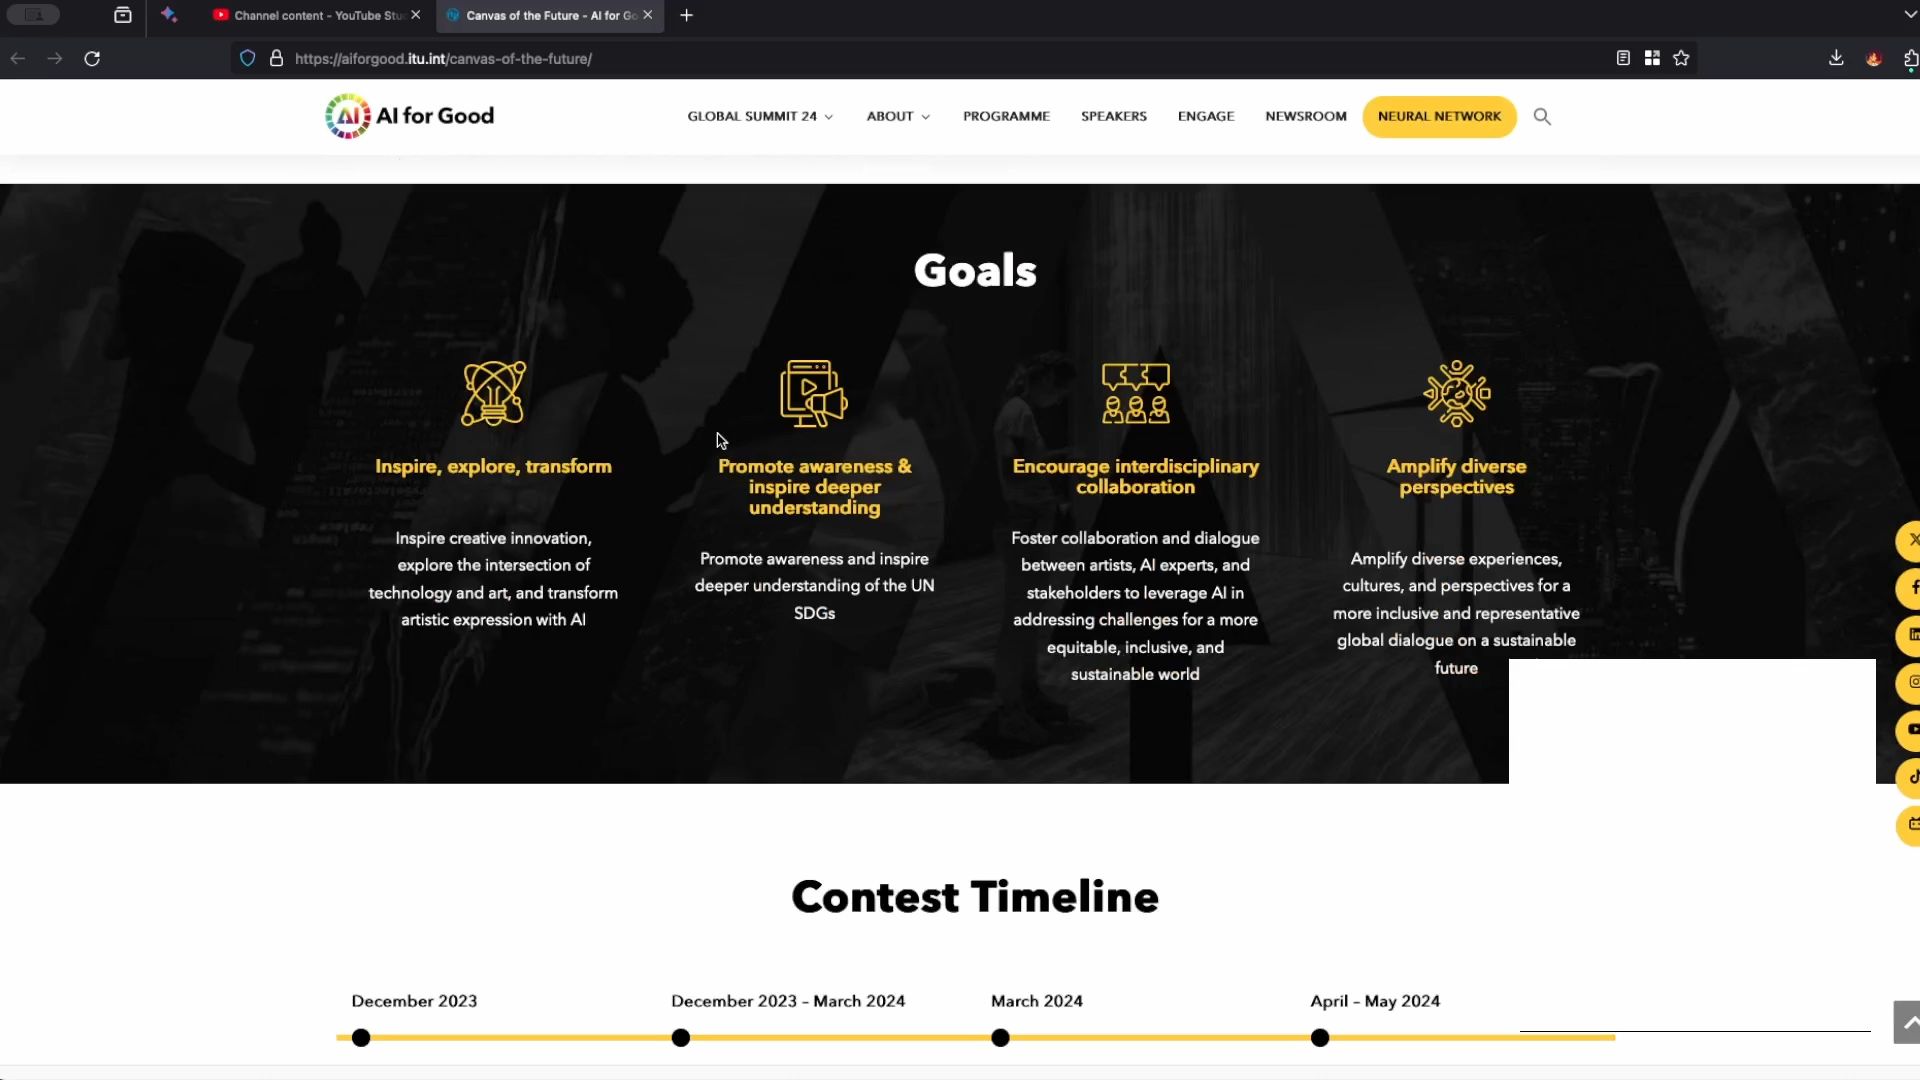 Channel content - YouTube Stu
Canvas of the Future - AI for Go
https://aiforgood.itu.int/canvas-of-the-future/
AI for Good
GLOBAL SUMMIT 24
ABOUT
PROGRAMME
SPEAKERS
ENGAGE
NEWSROOM
NEURAL NETWORK
Goals
Inspire, explore, transform
Inspire creative innovation,
explore the intersection of
technology and art, and transform
artistic expression with AI
Promote awareness &
inspire deeper
understanding
Promote awareness and inspire
deeper understanding of the UN
SDGs
Encourage interdisciplinary
collaboration
Foster collaboration and dialogue
between artists, AI experts, and
stakeholders to leverage AI in
addressing challenges for a more
equitable, inclusive, and
sustainable world
Amplify diverse
perspectives
Amplify diverse experiences,
cultures, and perspectives for a
more inclusive and representative
global dialogue on a sustainable
future
Contest Timeline
December 2023
December 2023 – March 2024
March 2024
April – May 2024